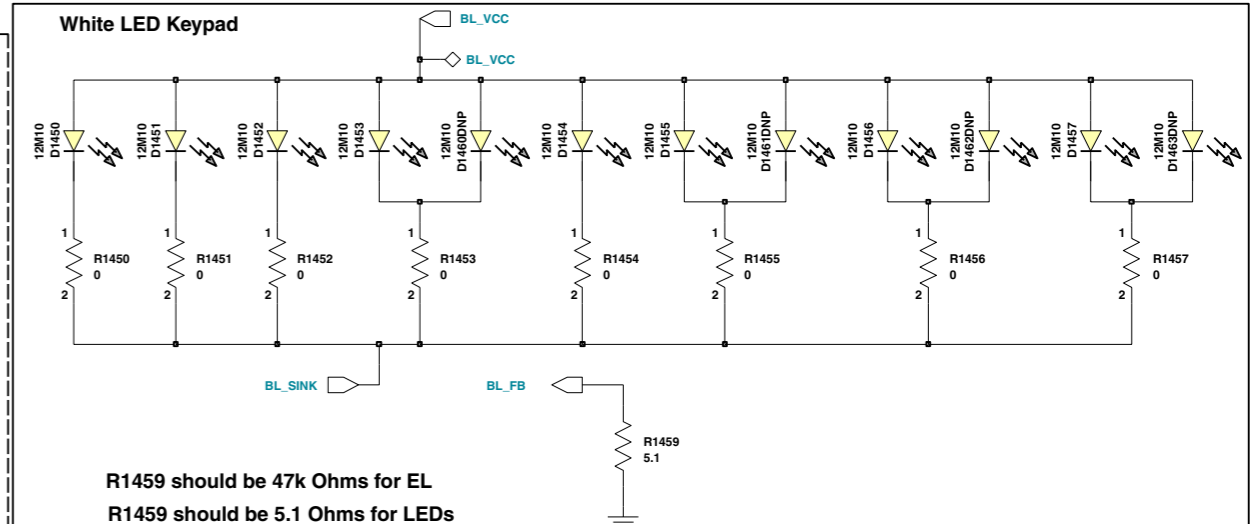 White LED Keypad
BL_VCC
BL_VCC
12M10
D1450
12M10
D1451
12M10
D1452
12M10
D1453
12M10
D1460DNP
12M10
D1454
12M10
D1455
12M10
D1461DNP
12M10
D1456
12M10
D1462DNP
12M10
D1457
12M10
D1463DNP
1
R1450
0
2
1
R1451
0
2
1
R1452
0
2
1
R1453
0
2
1
R1454
0
2
1
R1455
0
2
1
R1456
0
2
1
R1457
0
2
BL_SINK
BL_FB
R1459
5.1
R1459 should be 47k Ohms for EL
R1459 should be 5.1 Ohms for LEDs